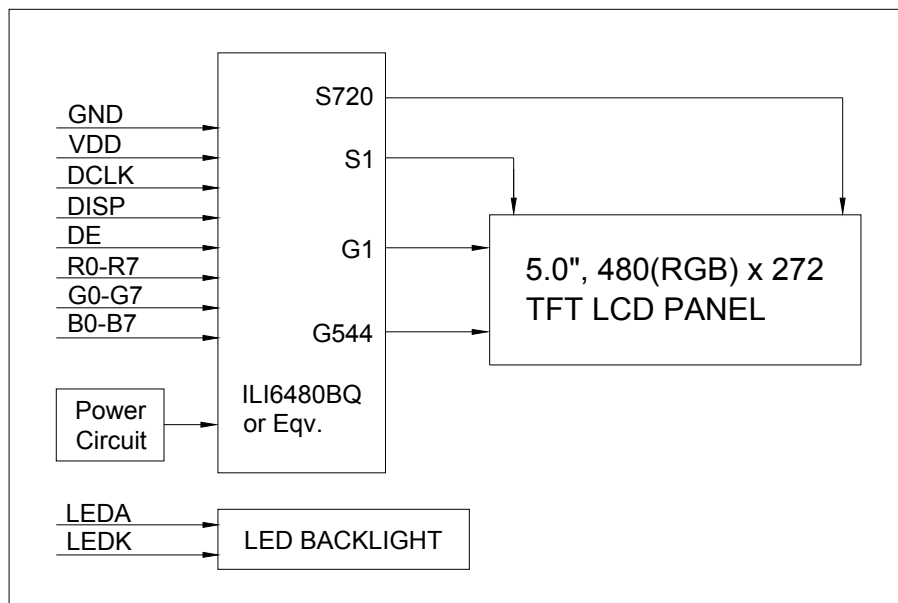 GND
VDD
DCLK
DISP
DE
R0-R7
G0-G7
B0-B7
S720
S1
G1
G544
ILI6480BQ
or Eqv.
5.0", 480(RGB) x 272
TFT LCD PANEL
Power
Circuit
LEDA
LEDK
LED BACKLIGHT